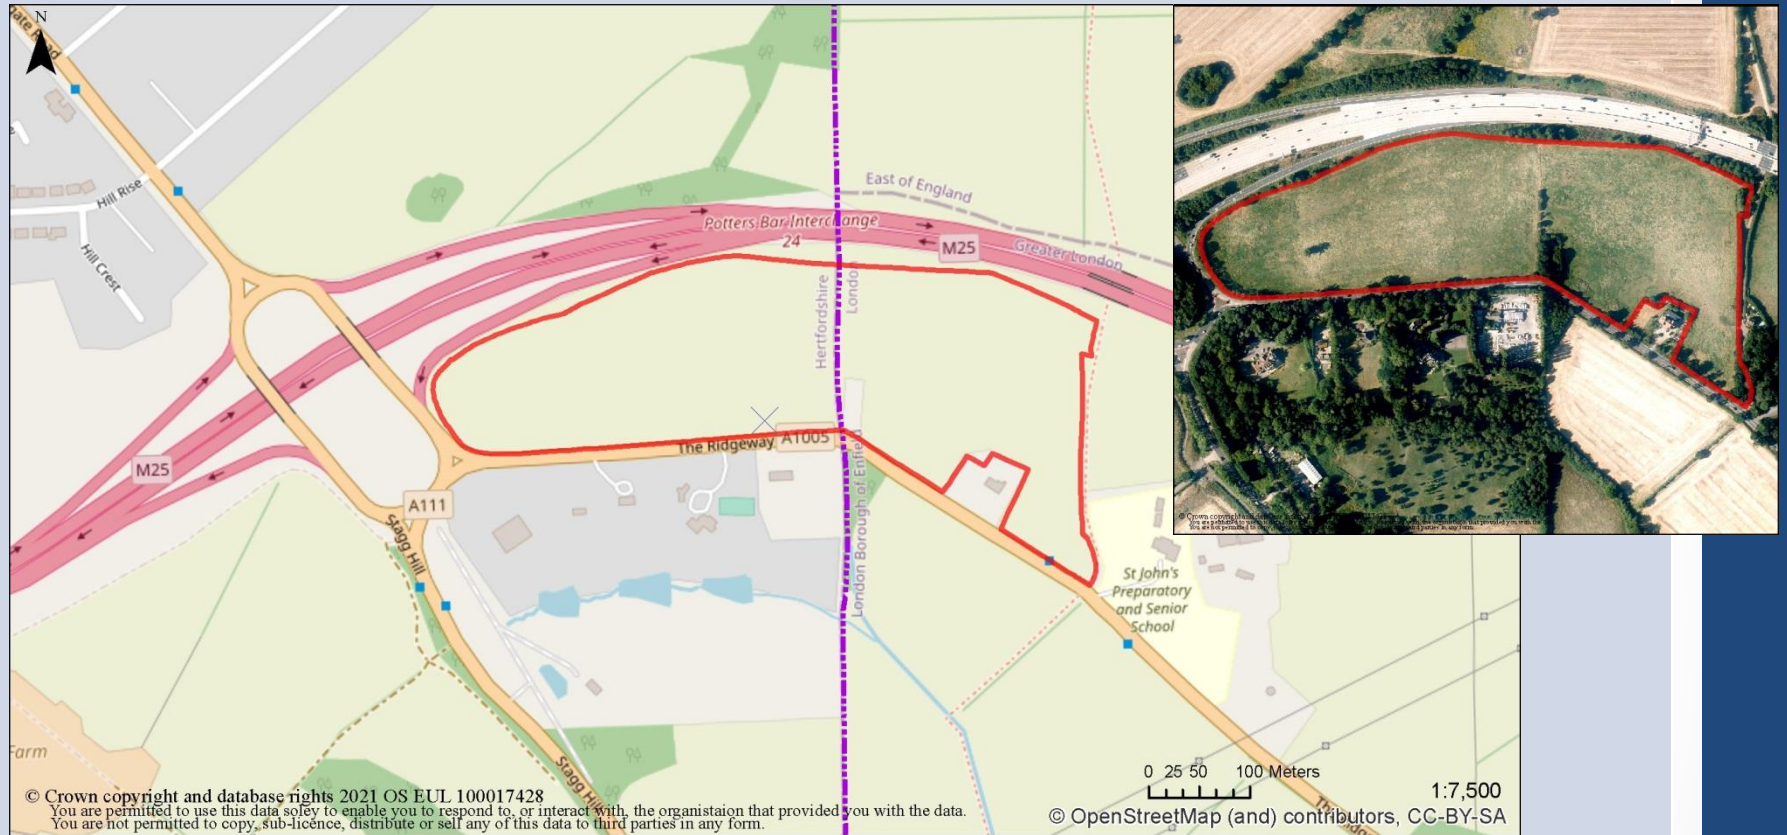 N
gate Road
Hill Rise
Hill Crest
East of England
Potters Bar Interchange
24
M25
Greater London
Hertfordshire
London
The Ridgeway
A1005
M25
A111
Stagg Hill
London Borough of Enfield
St John's
Preparatory
and Senior
School
Farm
Stagg Hill
0 25 50 100 Meters
1:7,500
© Crown copyright and database rights 2021 OS EUL 100017428
You are permitted to use this data soley to enable you to respond to, or interact with, the organistaion that provided you with the data.
You are not permitted to copy, sub-licence, distribute or sell any of this data to third parties in any form.
© OpenStreetMap (and) contributors, CC-BY-SA